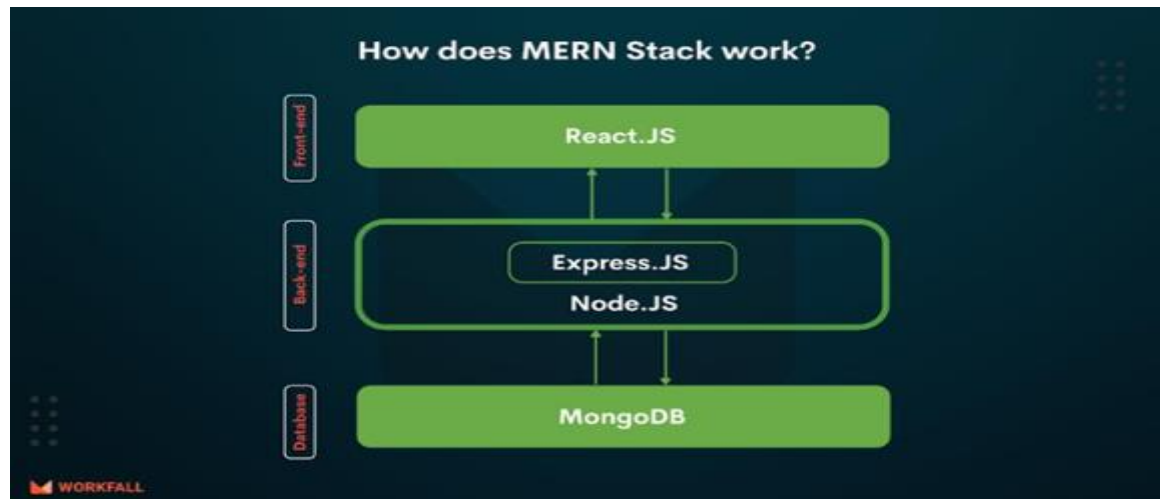 How does MERN Stack work?
Front-end
React.JS
Back-end
Express.JS
Node.JS
Database
MongoDB
WORKFALL